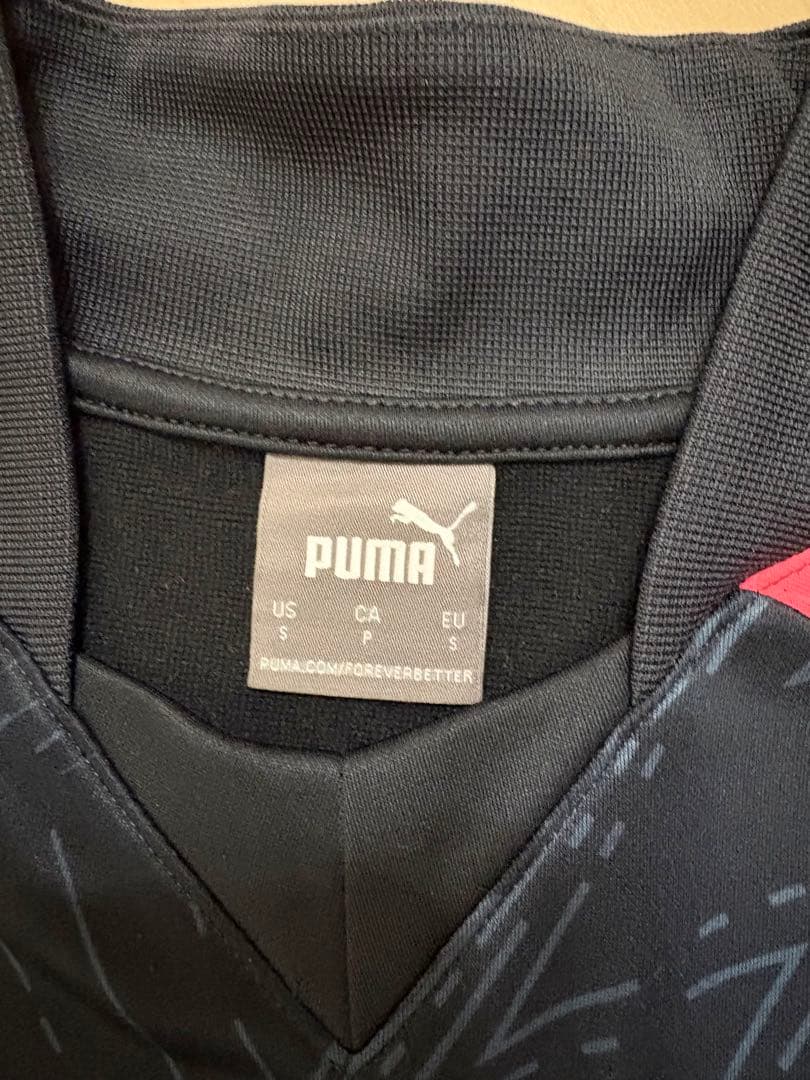 PUMA
US CA EU
S P S
PUMA.COM/FOREVERBETTER